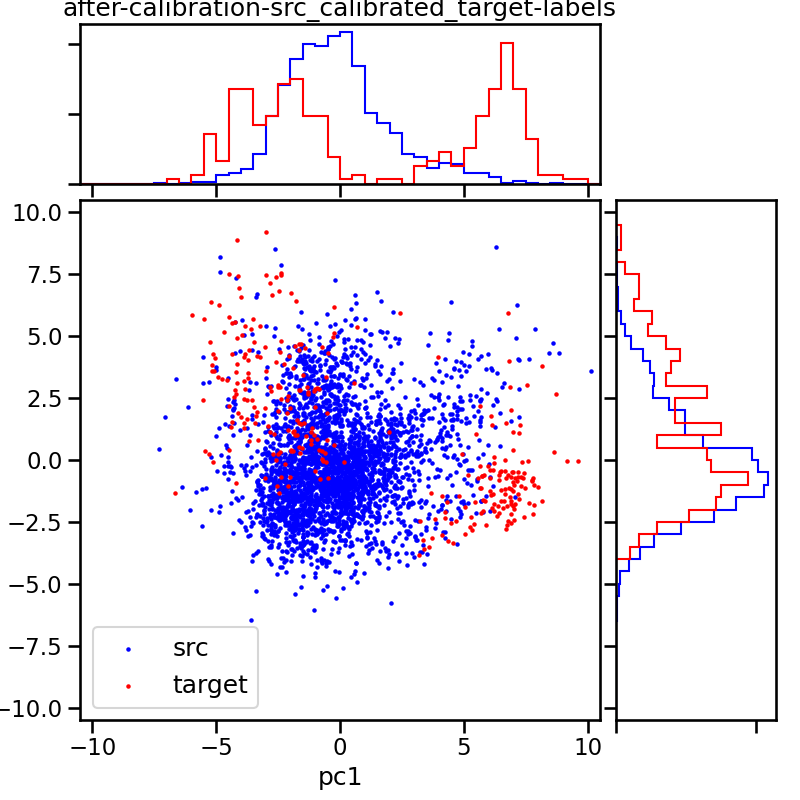 after-calibration-src_calibrated_target-labels
10.0
7.5
5.0
2.5
0.0
−2.5
−5.0
−7.5
−10.0
src
target
−10 −5 0 5 10
pc1